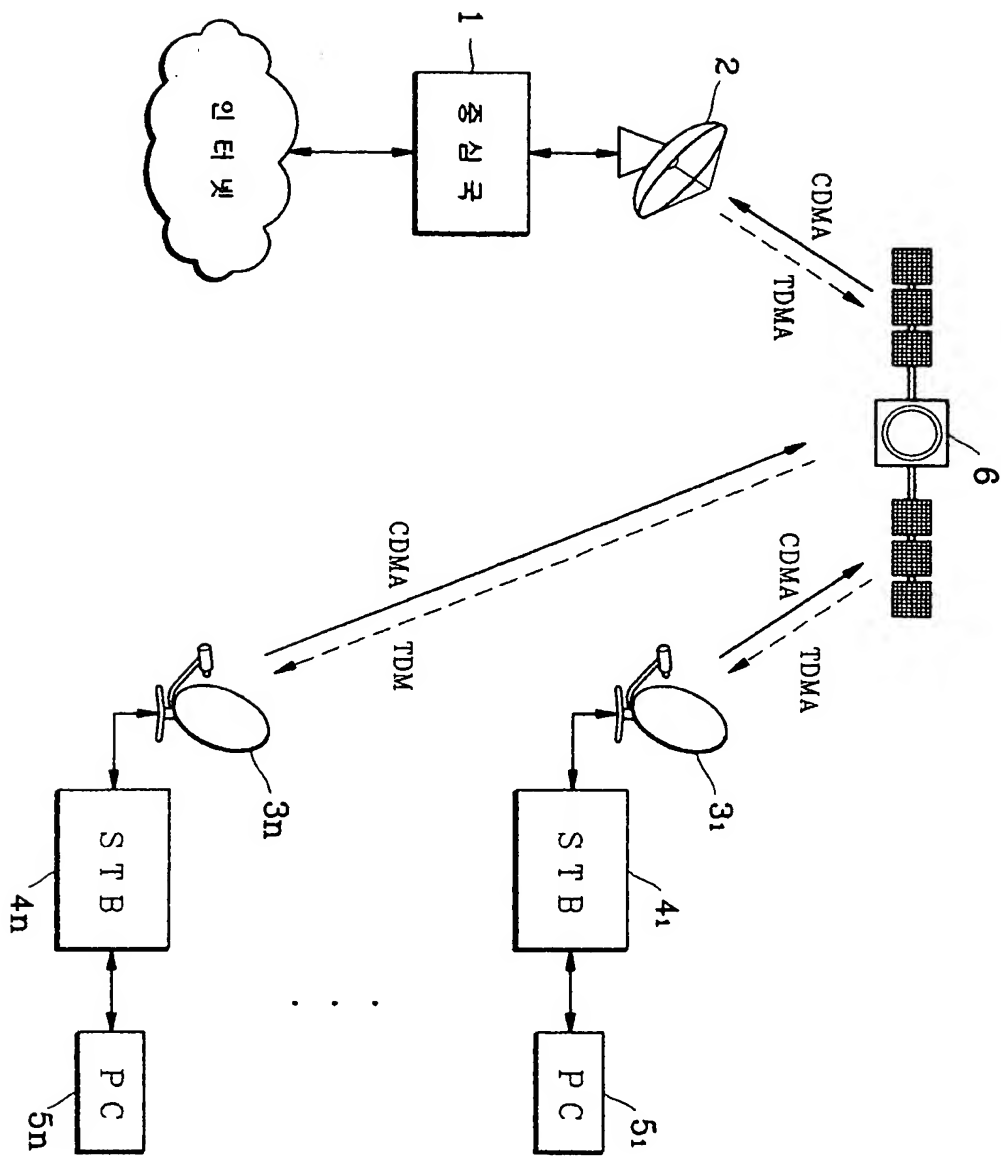 6
2
CDMA
TDMA
1
중심국
인터넷
CDMA
TDM
CDMA
TDMA
3n
3₁
STB
4n
STB
4₁
PC
5n
PC
5₁
. . .